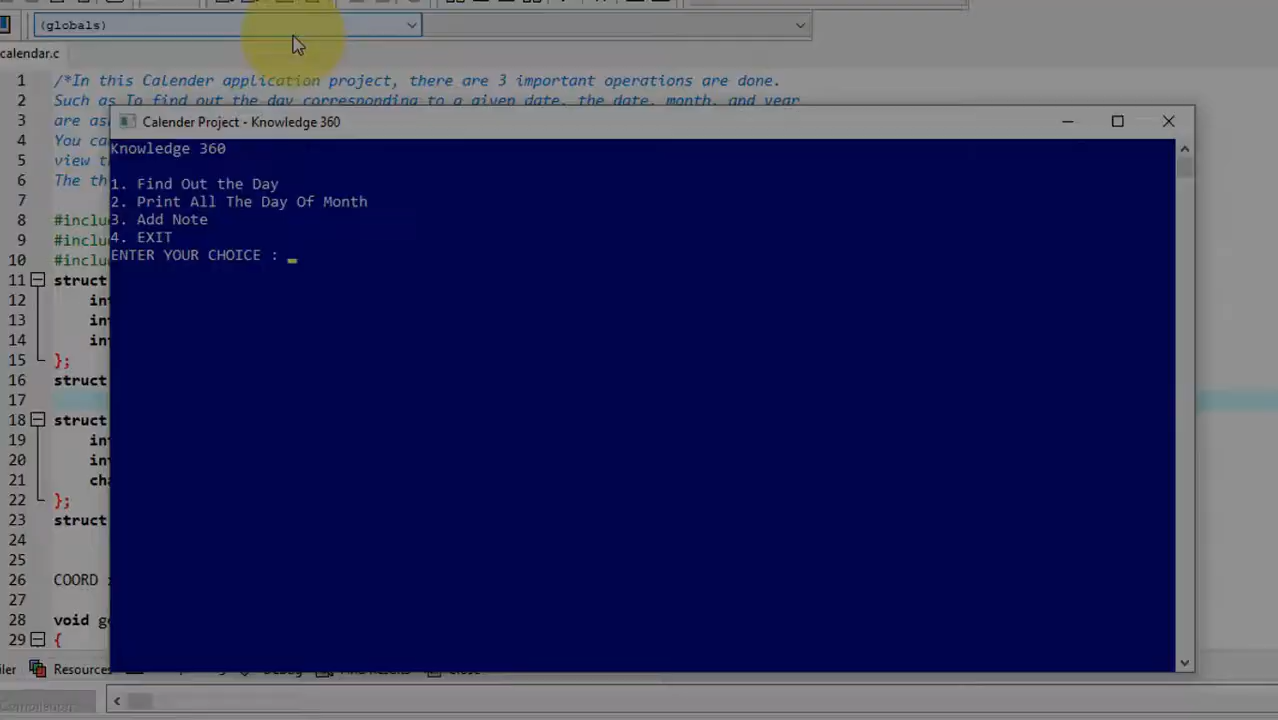 (globals)
calendar.c
1 /*In this Calender application project, there are 3 important operations are done.
2 Such as To find out the day corresponding to a given date, the date, month, and year
3 are as
4 You ca
5 view t
6 The th
7
8 #inclu
9 #inclu
10 #inclu
11 struct
12 in
13 in
14 in
15 };
16 struct
17
18 struct
19 in
20 in
21 cha
22 };
23 struct
24
25
26 COORD
27
28 void g
29 {
Calender Project - Knowledge 360
Knowledge 360
1. Find Out the Day
2. Print All The Day Of Month
3. Add Note
4. EXIT
ENTER YOUR CHOICE :
iler Resources Debug Close